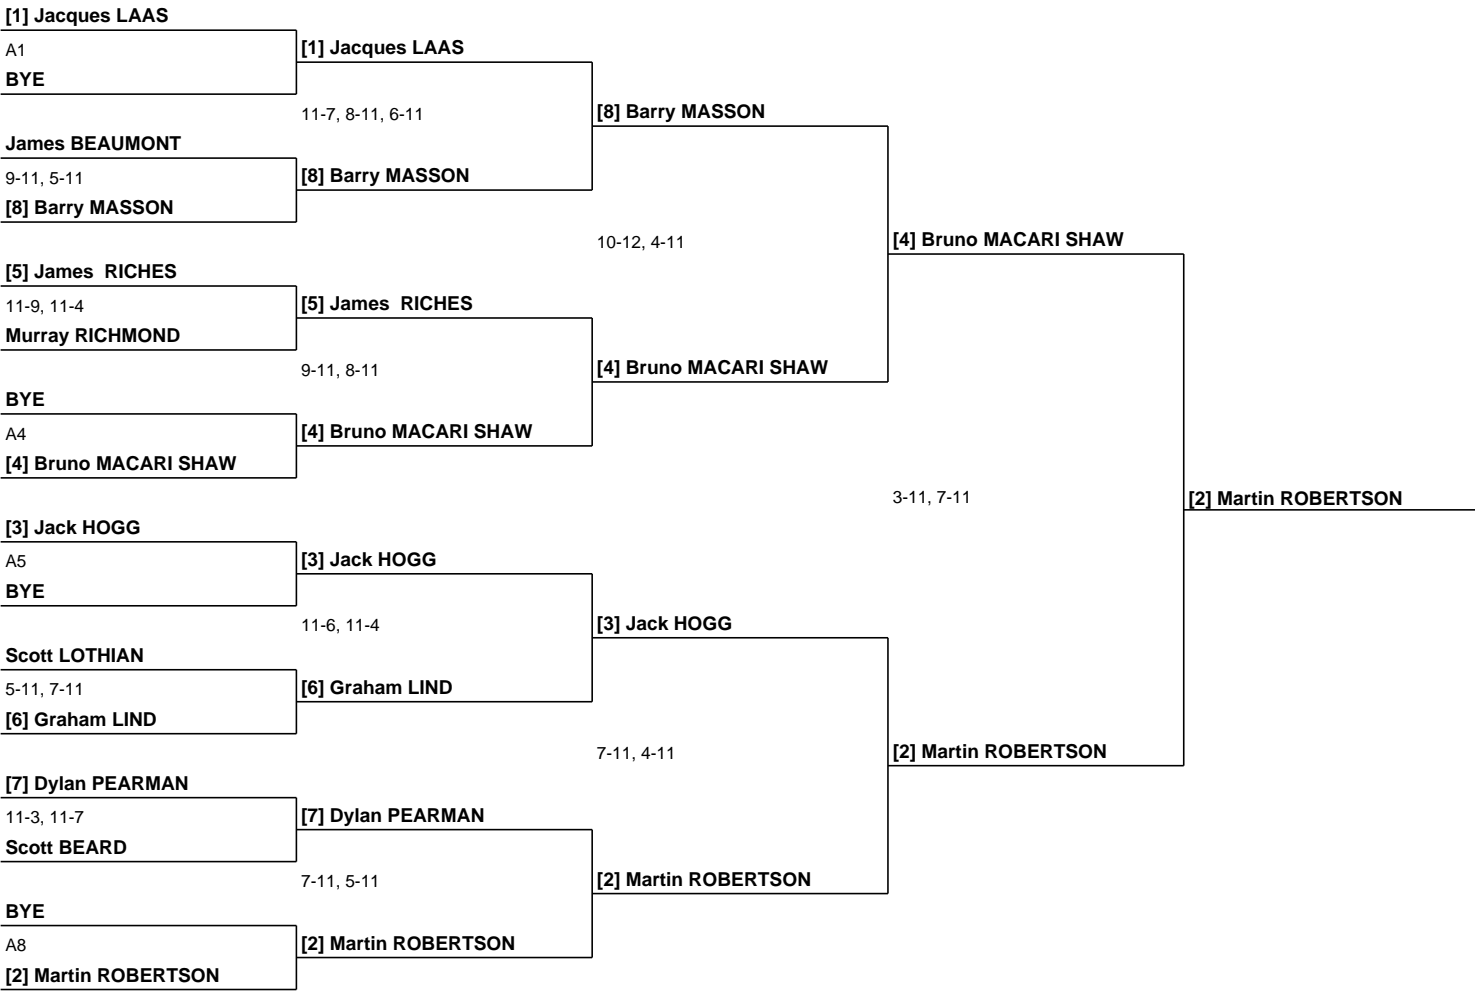 [1] Jacques LAAS
A1
BYE
James BEAUMONT
9-11, 5-11
[8] Barry MASSON
[5] James  RICHES
11-9, 11-4
Murray RICHMOND
BYE
A4
[4] Bruno MACARI SHAW
[3] Jack HOGG
A5
BYE
Scott LOTHIAN
5-11, 7-11
[6] Graham LIND
[7] Dylan PEARMAN
11-3, 11-7
Scott BEARD
BYE
A8
[2] Martin ROBERTSON
[1] Jacques LAAS
11-7, 8-11, 6-11
[8] Barry MASSON
[5] James  RICHES
9-11, 8-11
[4] Bruno MACARI SHAW
[3] Jack HOGG
11-6, 11-4
[6] Graham LIND
[7] Dylan PEARMAN
7-11, 5-11
[2] Martin ROBERTSON
[8] Barry MASSON
10-12, 4-11
[4] Bruno MACARI SHAW
[3] Jack HOGG
7-11, 4-11
[2] Martin ROBERTSON
[4] Bruno MACARI SHAW
3-11, 7-11
[2] Martin ROBERTSON
[2] Martin ROBERTSON